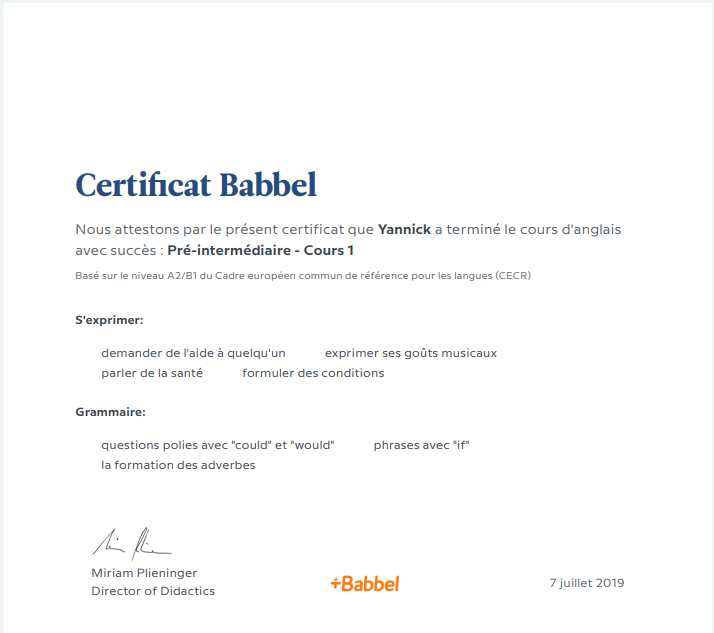 Certificat Babbel
Nous attestons par le présent certificat que Yannick a terminé le cours d'anglais
avec succès : Pré-intermédiaire - Cours 1
Basé sur le niveau A2/B1 du Cadre européen commun de référence pour les langues (CECR)
S'exprimer:
demander de l'aide à quelqu'un exprimer ses goûts musicaux
parler de la santé formuler des conditions
Grammaire:
questions polies avec "could" et "would" phrases avec "if"
la formation des adverbes
Miriam Plieninger
Director of Didactics
+Babbel
7 juillet 2019